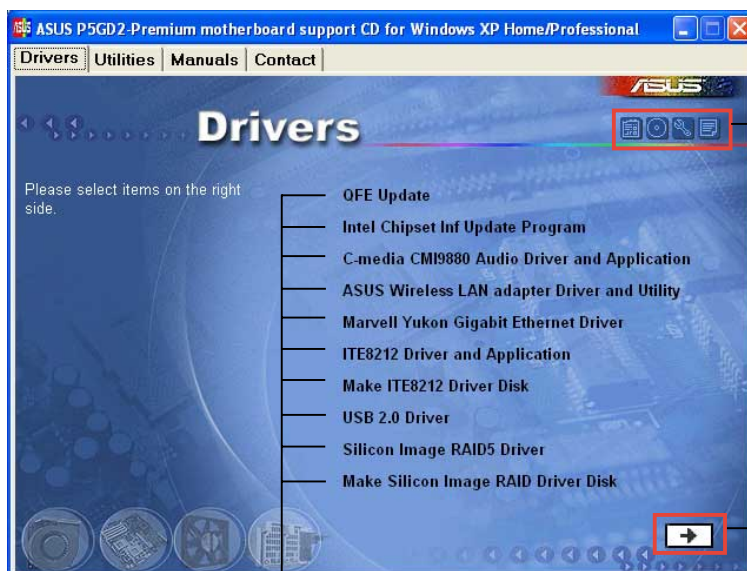 ASUS P5GD2-Premium motherboard support CD for Windows XP Home/Professional
Drivers Utilities Manuals Contact
ASUS
Drivers
Please select items on the right
side.
QFE Update
Intel Chipset Inf Update Program
C-media CMI9880 Audio Driver and Application
ASUS Wireless LAN adapter Driver and Utility
Marvell Yukon Gigabit Ethernet Driver
ITE8212 Driver and Application
Make ITE8212 Driver Disk
USB 2.0 Driver
Silicon Image RAID5 Driver
Make Silicon Image RAID Driver Disk